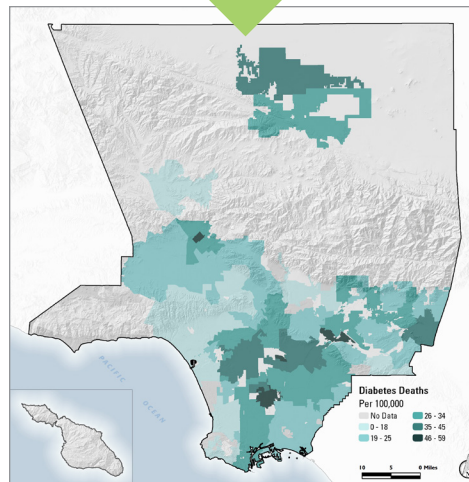 PACIFIC
OCEAN
Diabetes Deaths
Per 100,000
No Data
0 - 18
19 - 25
26 - 34
35 - 45
46 - 59
10 5 0 Miles